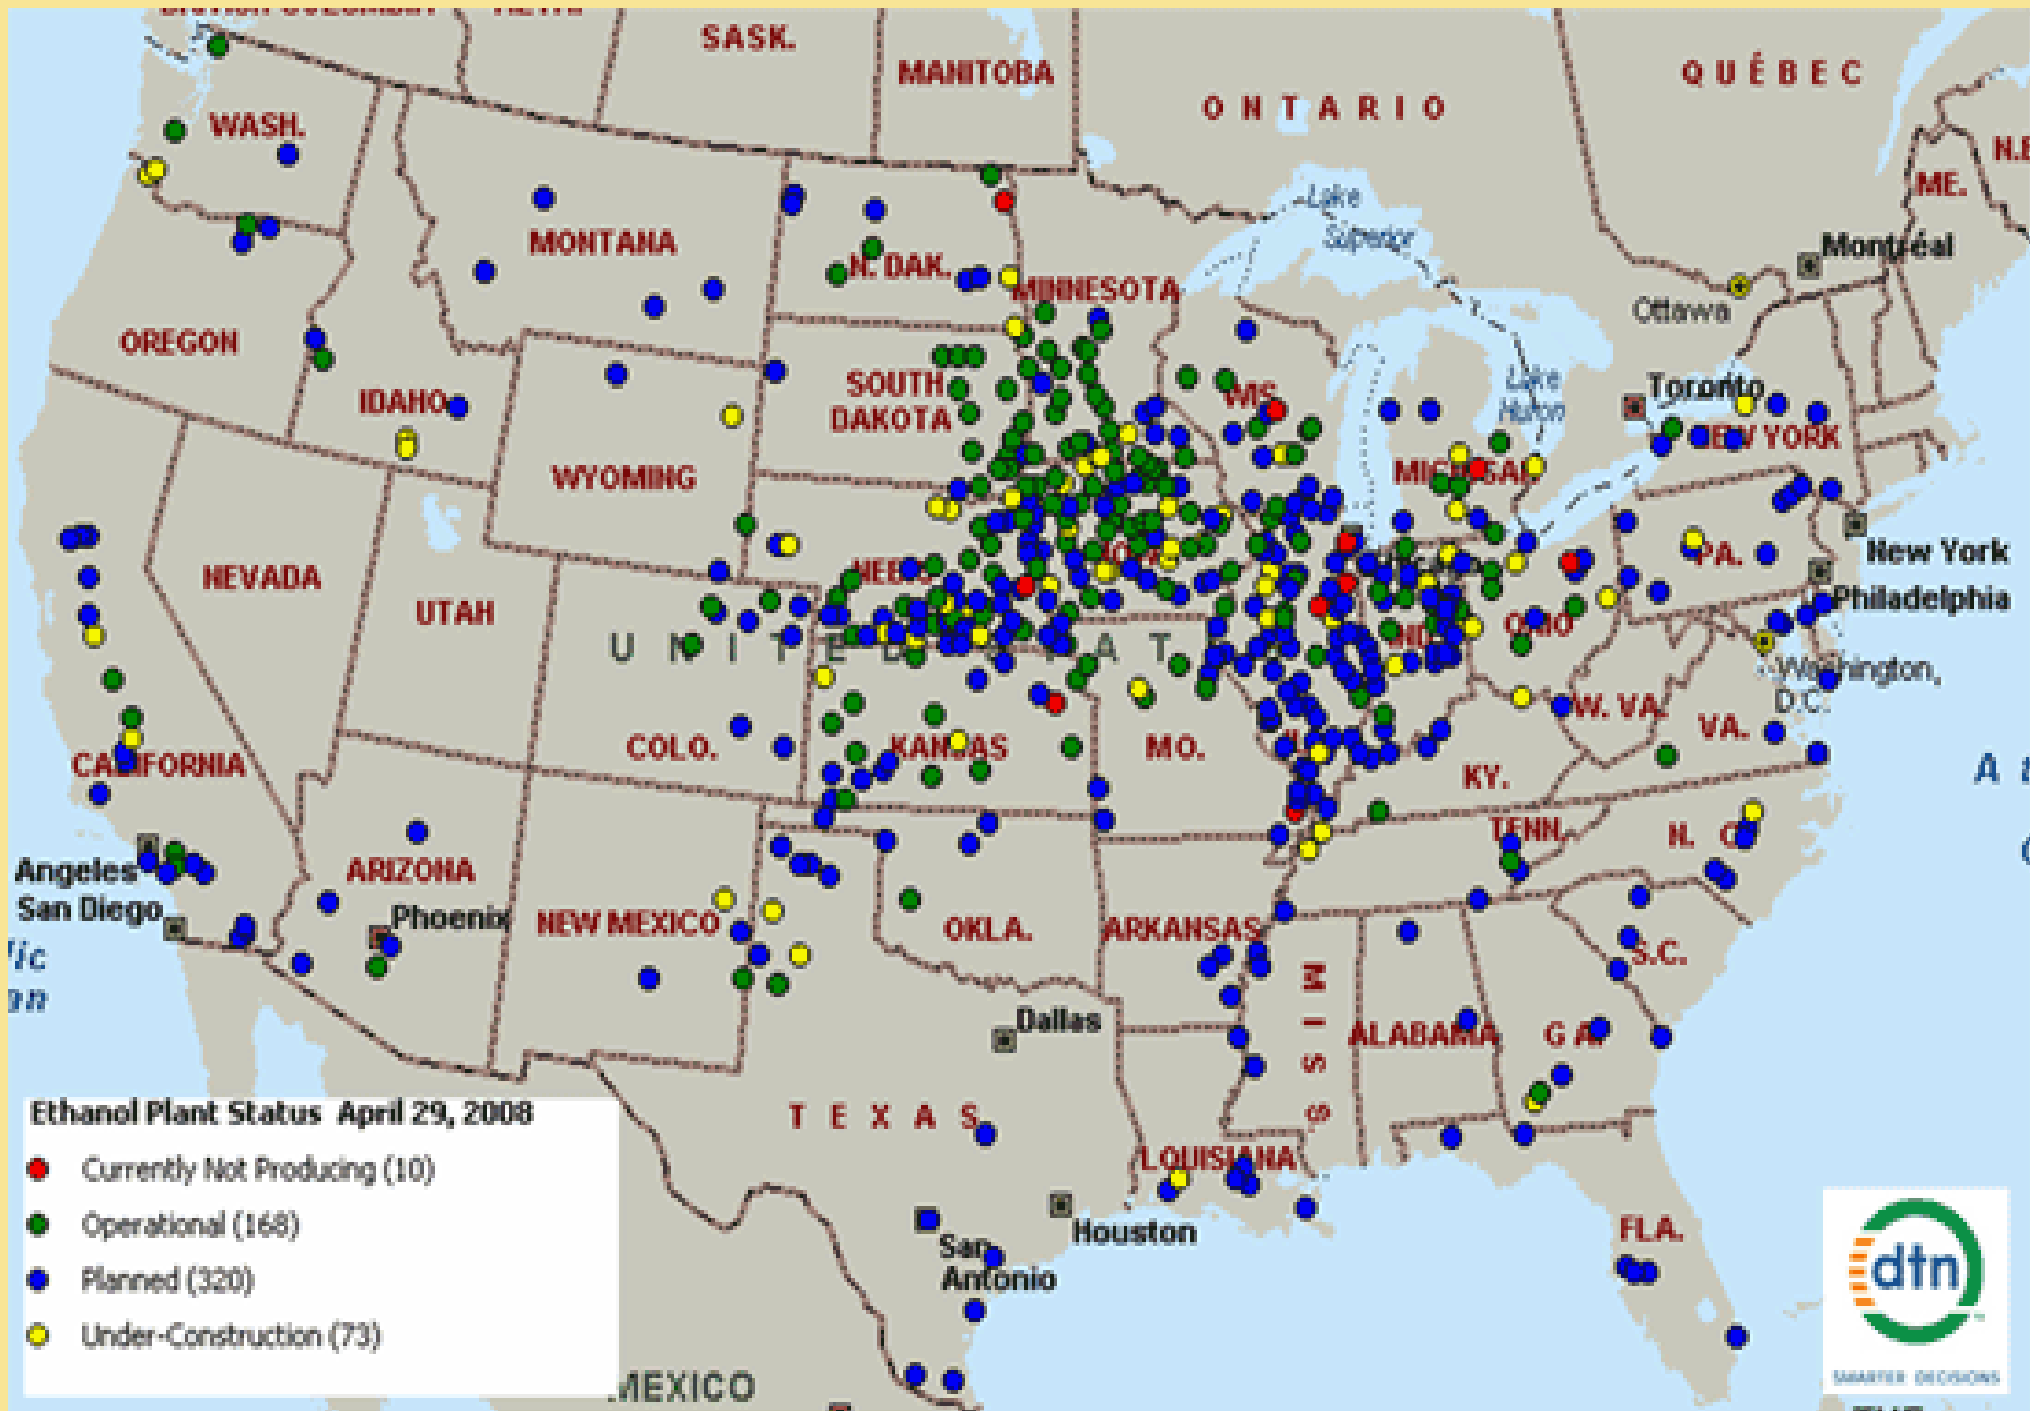 SASK.
MANITOBA
ONTARIO
QUÉBEC
WASH.
ME.
MONTANA
N. DAK.
MINNESOTA
Lake
Superior
Montréal
Ottawa
OREGON
IDAHO
SOUTH
DAKOTA
WIS.
Lake
Huron
Toronto
NEW YORK
WYOMING
MICHIGAN
NEVADA
UTAH
PA.
New York
Philadelphia
OHIO
Washington,
D.C.
W. VA.
VA.
CALIFORNIA
COLO.
KANSAS
MO.
KY.
TENN.
N. C.
Angeles
San Diego
ARIZONA
Phoenix
NEW MEXICO
OKLA.
ARKANSAS
S.C.
MISS.
ALABAMA
GA.
Dallas
TEXAS
LOUISIANA
Houston
San
Antonio
FLA.
MEXICO
Ethanol Plant Status April 29, 2008
Currently Not Producing (10)
Operational (168)
Planned (320)
Under-Construction (73)
dtn
SMARTER DECISIONS